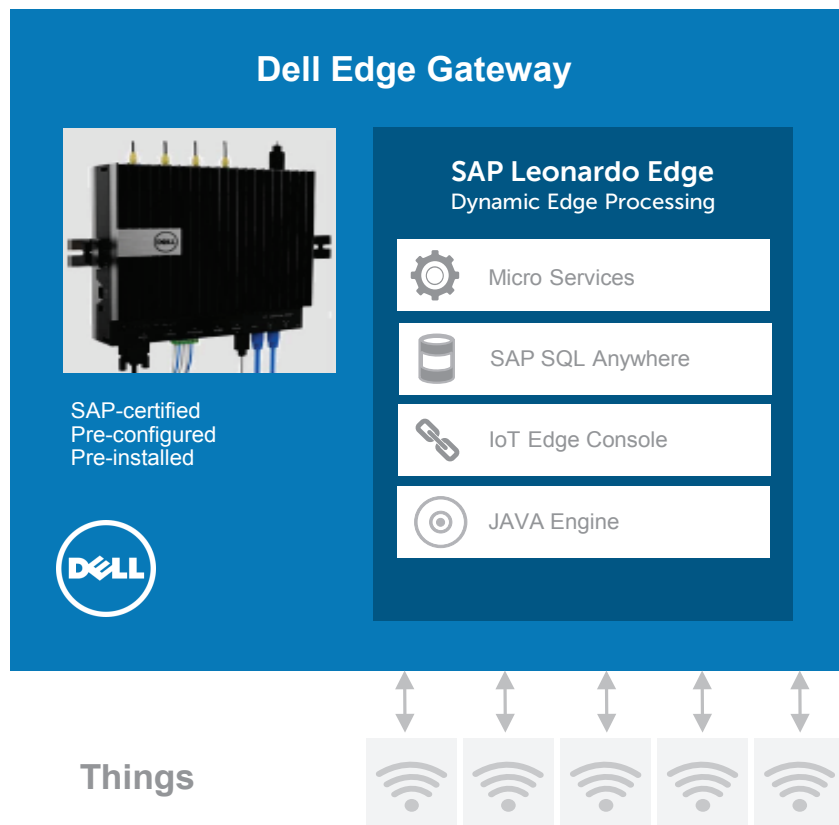 Dell Edge Gateway
DELL
SAP-certified
Pre-configured
Pre-installed
DELL
SAP Leonardo Edge
Dynamic Edge Processing
Micro Services
SAP SQL Anywhere
IoT Edge Console
JAVA Engine
Things